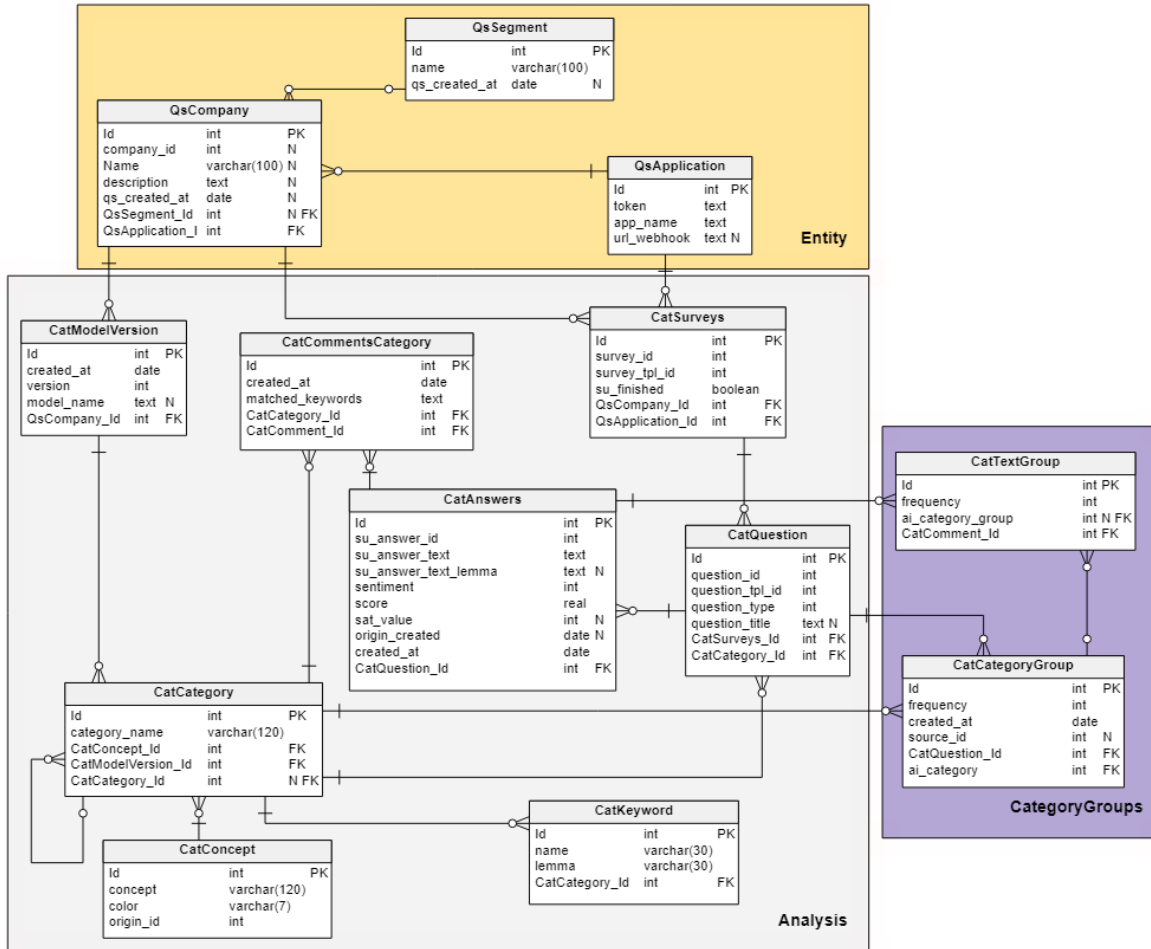 QsSegment
Id int PK
name varchar(100)
qs_created_at date N
QsCompany
Id int PK
company_id int N
Name varchar(100) N
description text N
qs_created_at date N
QsSegment_Id int N FK
QsApplication_I int FK
QsApplication
Id int PK
token text
app_name text
url_webhook text N
Entity
CatModelVersion
Id int PK
created_at date
version int
model_name text N
QsCompany_Id int FK
CatCommentsCategory
Id int PK
created_at date
matched_keywords text
CatCategory_Id int FK
CatComment_Id int FK
CatSurveys
Id int PK
survey_id int
survey_tpl_id int
su_finished boolean
QsCompany_Id int FK
QsApplication_Id int FK
CatTextGroup
Id int PK
frequency int
ai_category_group int N FK
CatComment_Id int FK
CatAnswers
Id int PK
su_answer_id int
su_answer_text text
su_answer_text_lemma text N
sentiment int
score real
sat_value int N
origin_created date N
created_at date
CatQuestion_Id int FK
CatQuestion
Id int PK
question_id int
question_tpl_id int
question_type int
question_title text N
CatSurveys_Id int FK
CatCategory_Id int FK
CatCategoryGroup
Id int PK
frequency int
created_at date
source_id int N
CatQuestion_Id int FK
ai_category int FK
CategoryGroups
CatCategory
Id int PK
category_name varchar(120)
CatConcept_Id int FK
CatModelVersion_Id int FK
CatCategory_Id int N FK
CatKeyword
Id int PK
name varchar(30)
lemma varchar(30)
CatCategory_Id int FK
CatConcept
Id int PK
concept varchar(120)
color varchar(7)
origin_id int
Analysis